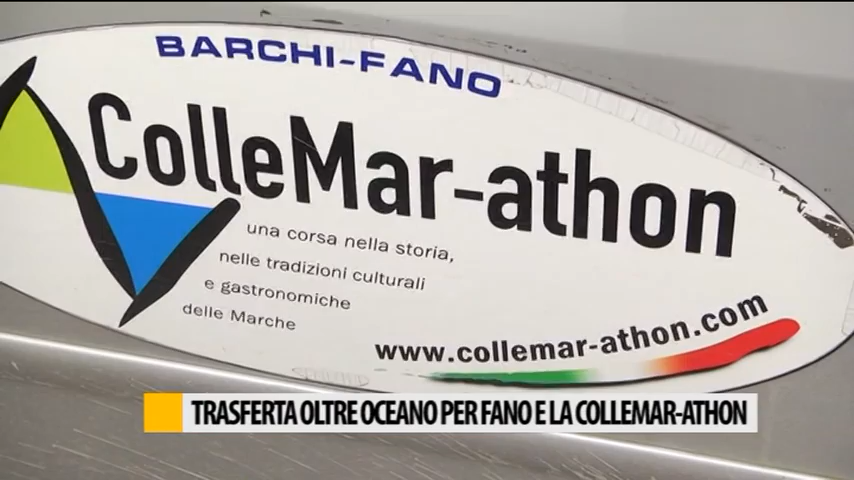 BARCHI-FANO
ColleMar-athon
una corsa nella storia,
nelle tradizioni culturali
e gastronomiche
delle Marche
www.collemar-athon.com
TRASFERTA OLTRE OCEANO PER FANO E LA COLLEMAR-ATHON